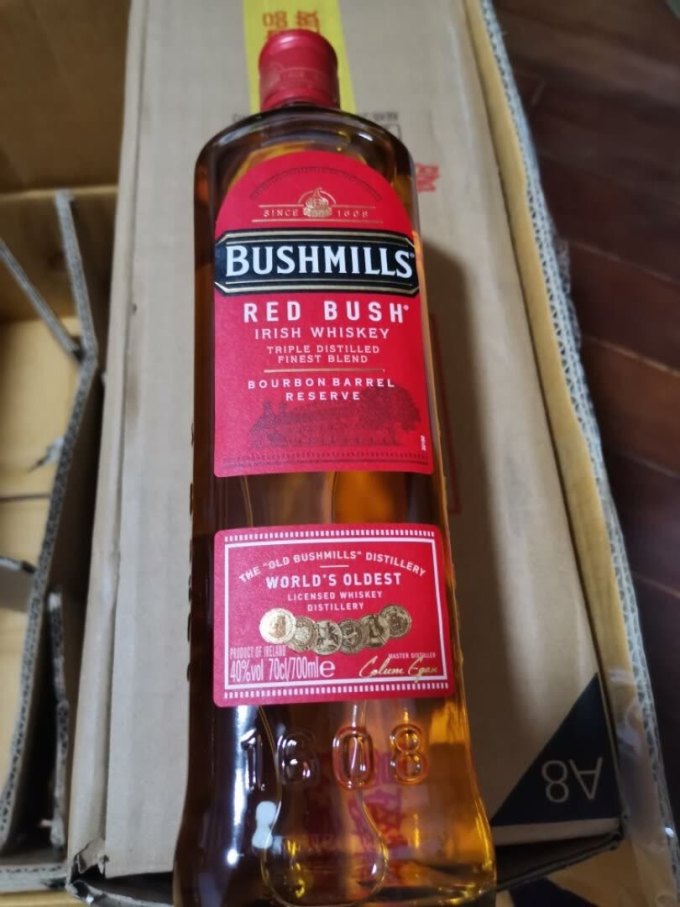 SINCE 1608
BUSHMILLS
RED BUSH®
IRISH WHISKEY
TRIPLE DISTILLED
FINEST BLEND
BOURBON BARREL
RESERVE
THE "OLD BUSHMILLS" DISTILLERY
WORLD'S OLDEST
LICENSED WHISKEY
DISTILLERY
PRODUCT OF IRELAND
40%vol 70cl/700ml e
MASTER DISTILLER
Colum Egan
1608
A8